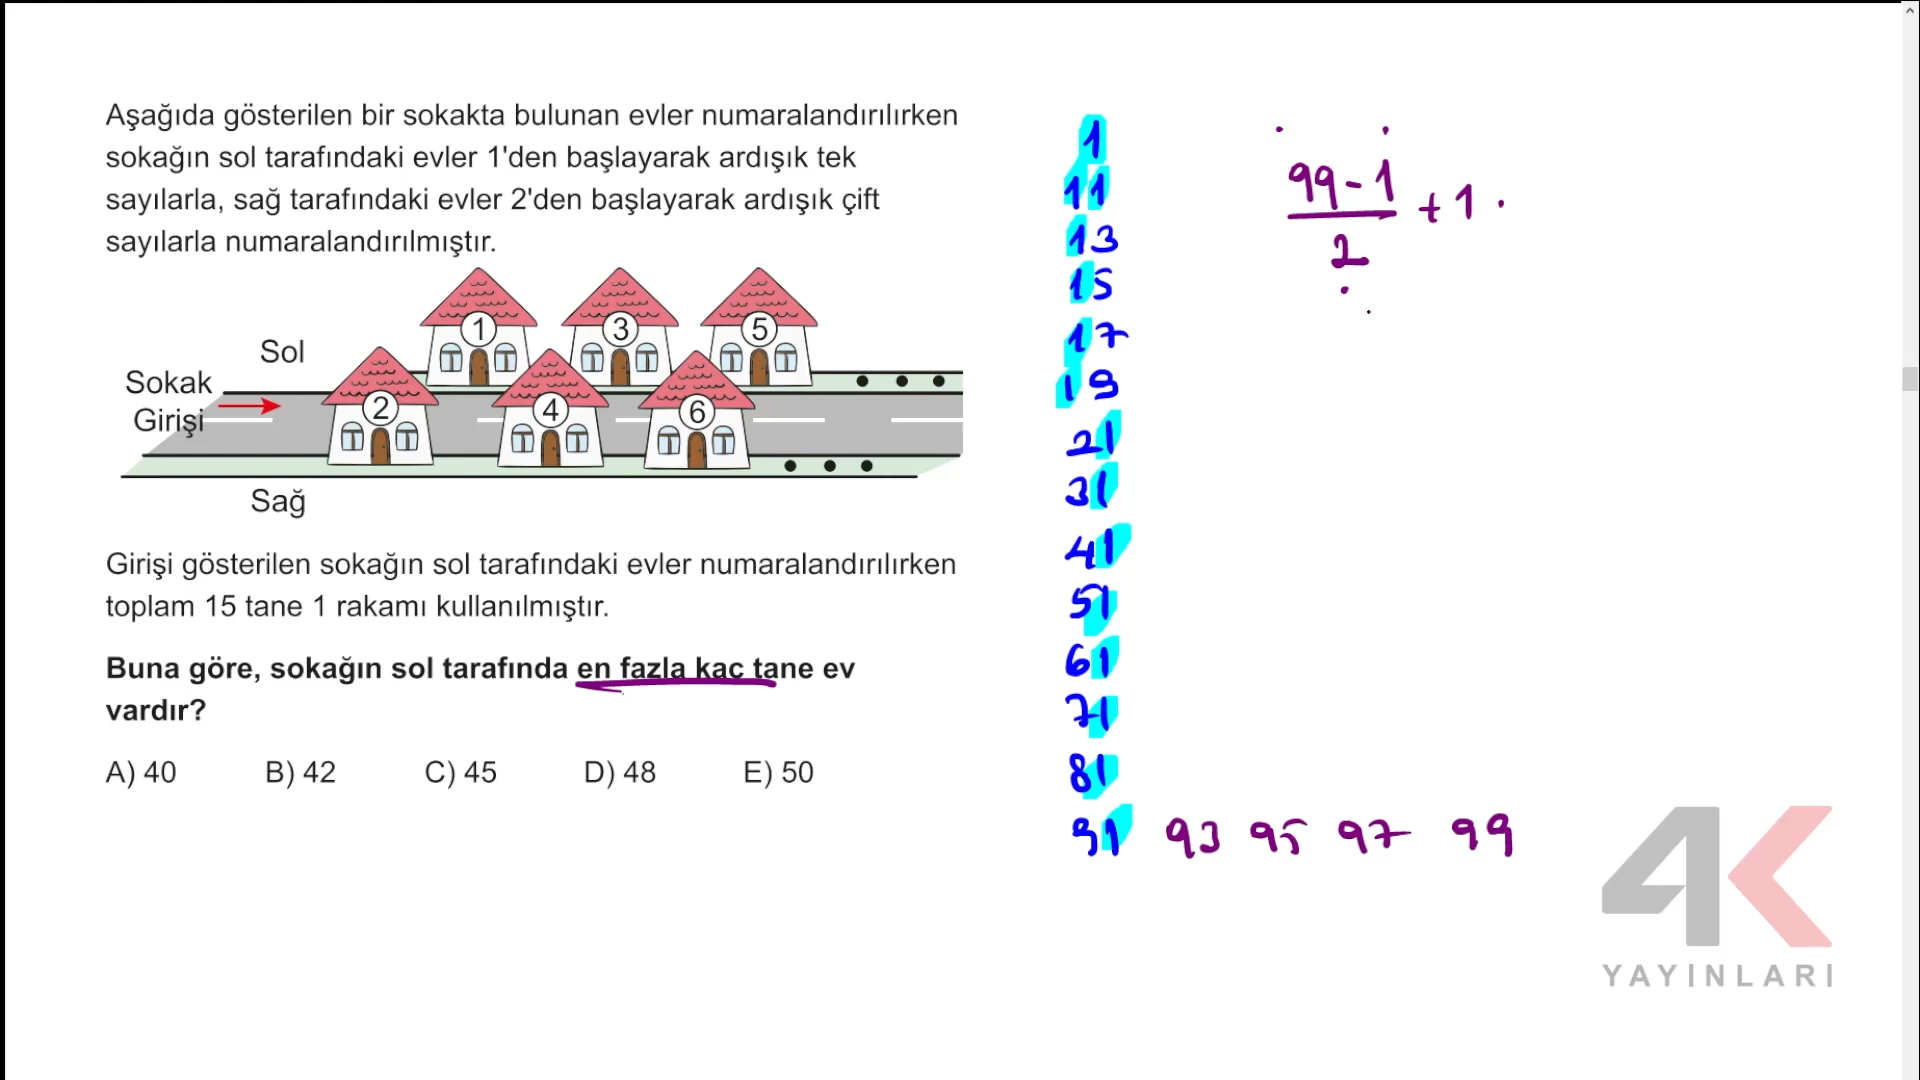 Aşağıda gösterilen bir sokakta bulunan evler numaralandırılırken
sokağın sol tarafındaki evler 1'den başlayarak ardışık tek
sayılarla, sağ tarafındaki evler 2'den başlayarak ardışık çift
sayılarla numaralandırılmıştır.
1 3 5
Sol
Sokak
Girişi
2 4 6
Sağ
Girişi gösterilen sokağın sol tarafındaki evler numaralandırılırken
toplam 15 tane 1 rakamı kullanılmıştır.
Buna göre, sokağın sol tarafında en fazla kaç tane ev
vardır?
A) 40 B) 42 C) 45 D) 48 E) 50
1
11
13
15
17
19
21
31
41
51
61
71
81
91 93 95 97 99
99-1
2
+1
4K
YAYINLARI